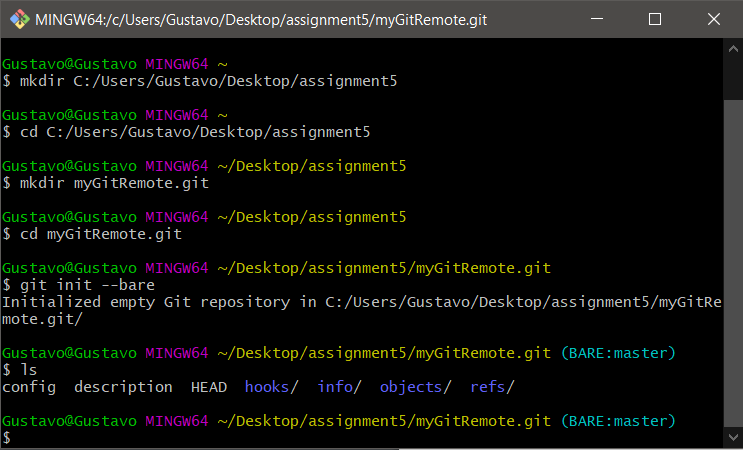 MINGW64:/c/Users/Gustavo/Desktop/assignment5/myGitRemote.git
Gustavo@Gustavo MINGW64 ~
$ mkdir C:/Users/Gustavo/Desktop/assignment5
Gustavo@Gustavo MINGW64 ~
$ cd C:/Users/Gustavo/Desktop/assignment5
Gustavo@Gustavo MINGW64 ~/Desktop/assignment5
$ mkdir myGitRemote.git
Gustavo@Gustavo MINGW64 ~/Desktop/assignment5
$ cd myGitRemote.git
Gustavo@Gustavo MINGW64 ~/Desktop/assignment5/myGitRemote.git
$ git init --bare
Initialized empty Git repository in C:/Users/Gustavo/Desktop/assignment5/myGitRe
mote.git/
Gustavo@Gustavo MINGW64 ~/Desktop/assignment5/myGitRemote.git (BARE:master)
$ ls
config  description  HEAD  hooks/  info/  objects/  refs/
Gustavo@Gustavo MINGW64 ~/Desktop/assignment5/myGitRemote.git (BARE:master)
$